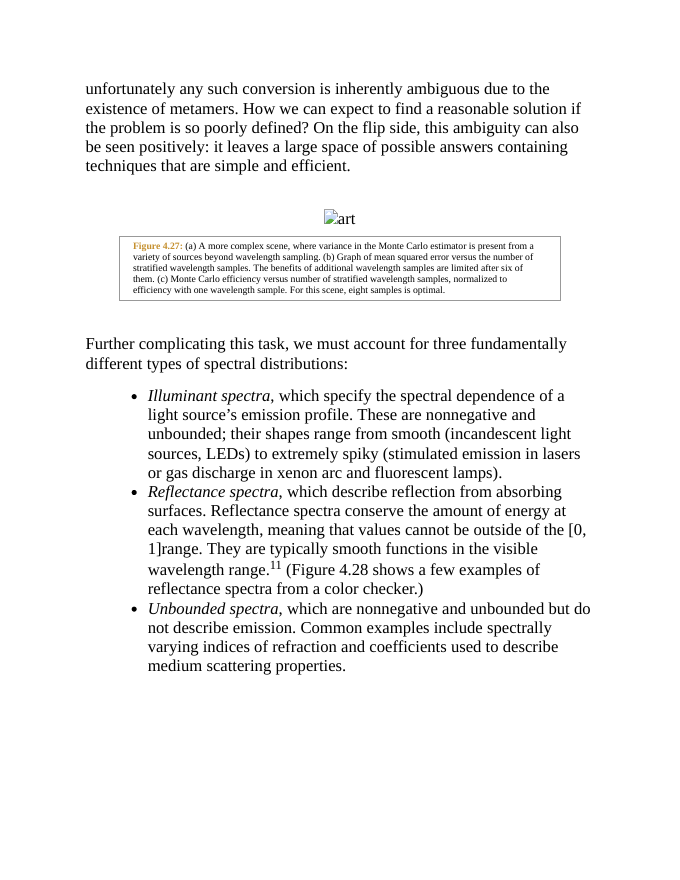 unfortunately any such conversion is inherently ambiguous due to the
existence of metamers. How we can expect to find a reasonable solution if
the problem is so poorly defined? On the flip side, this ambiguity can also
be seen positively: it leaves a large space of possible answers containing
techniques that are simple and efficient.
art
Figure 4.27: (a) A more complex scene, where variance in the Monte Carlo estimator is present from a
variety of sources beyond wavelength sampling. (b) Graph of mean squared error versus the number of
stratified wavelength samples. The benefits of additional wavelength samples are limited after six of
them. (c) Monte Carlo efficiency versus number of stratified wavelength samples, normalized to
efficiency with one wavelength sample. For this scene, eight samples is optimal.
Further complicating this task, we must account for three fundamentally
different types of spectral distributions:
• Illuminant spectra, which specify the spectral dependence of a
light source’s emission profile. These are nonnegative and
unbounded; their shapes range from smooth (incandescent light
sources, LEDs) to extremely spiky (stimulated emission in lasers
or gas discharge in xenon arc and fluorescent lamps).
• Reflectance spectra, which describe reflection from absorbing
surfaces. Reflectance spectra conserve the amount of energy at
each wavelength, meaning that values cannot be outside of the [0,
1]range. They are typically smooth functions in the visible
wavelength range.11 (Figure 4.28 shows a few examples of
reflectance spectra from a color checker.)
• Unbounded spectra, which are nonnegative and unbounded but do
not describe emission. Common examples include spectrally
varying indices of refraction and coefficients used to describe
medium scattering properties.